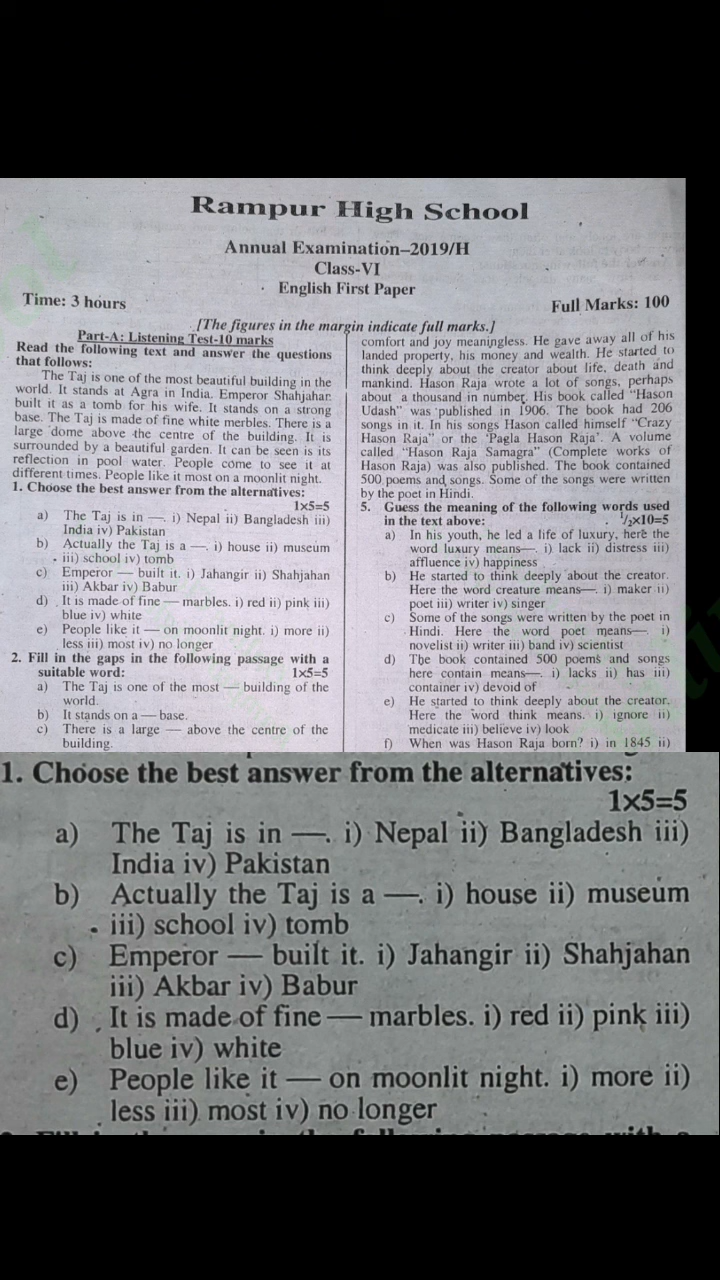 Rampur High School
Annual Examination–2019/H
Class-VI
English First Paper
Time: 3 hours
Full Marks: 100
[The figures in the margin indicate full marks.]
Part-A: Listening Test-10 marks
Read the following text and answer the questions
that follows:
The Taj is one of the most beautiful building in the
world. It stands at Agra in India. Emperor Shahjahar
built it as a tomb for his wife. It stands on a strong
base. The Taj is made of fine white merbles. There is a
large dome above the centre of the building. It is
surrounded by a beautiful garden. It can be seen is its
reflection in pool water. People come to see it at
different times. People like it most on a moonlit night.
1. Choose the best answer from the alternatives:
1×5=5
a) The Taj is in —. i) Nepal ii) Bangladesh iii)
India iv) Pakistan
b) Actually the Taj is a —. i) house ii) museum
iii) school iv) tomb
c) Emperor — built it. i) Jahangir ii) Shahjahan
iii) Akbar iv) Babur
d) It is made of fine — marbles. i) red ii) pink iii)
blue iv) white
e) People like it — on moonlit night. i) more ii)
less iii) most iv) no longer
2. Fill in the gaps in the following passage with a
suitable word: 1×5=5
a) The Taj is one of the most — building of the
world.
b) It stands on a — base.
c) There is a large — above the centre of the
building.
comfort and joy meaningless. He gave away all of his
landed property, his money and wealth. He started to
think deeply about the creator about life, death and
mankind. Hason Raja wrote a lot of songs, perhaps
about a thousand in number. His book called "Hason
Udash" was published in 1906. The book had 206
songs in it. In his songs Hason called himself "Crazy
Hason Raja" or the 'Pagla Hason Raja'. A volume
called "Hason Raja Samagra" (Complete works of
Hason Raja) was also published. The book contained
500 poems and songs. Some of the songs were written
by the poet in Hindi.
5. Guess the meaning of the following words used
in the text above: ½×10=5
a) In his youth, he led a life of luxury, here the
word luxury means—. i) lack ii) distress iii)
affluence iv) happiness
b) He started to think deeply about the creator.
Here the word creature means—. i) maker ii)
poet iii) writer iv) singer
c) Some of the songs were written by the poet in
Hindi. Here the word poet means—. i)
novelist ii) writer iii) band iv) scientist
d) The book contained 500 poems and songs
here contain means—. i) lacks ii) has iii)
container iv) devoid of
e) He started to think deeply about the creator.
Here the word think means. i) ignore ii)
medicate iii) believe iv) look
f) When was Hason Raja born? i) in 1845 ii)
1. Choose the best answer from the alternatives:
1×5=5
a) The Taj is in —. i) Nepal ii) Bangladesh iii)
India iv) Pakistan
b) Actually the Taj is a —. i) house ii) museum
iii) school iv) tomb
c) Emperor — built it. i) Jahangir ii) Shahjahan
iii) Akbar iv) Babur
d) It is made of fine — marbles. i) red ii) pink iii)
blue iv) white
e) People like it — on moonlit night. i) more ii)
less iii) most iv) no longer